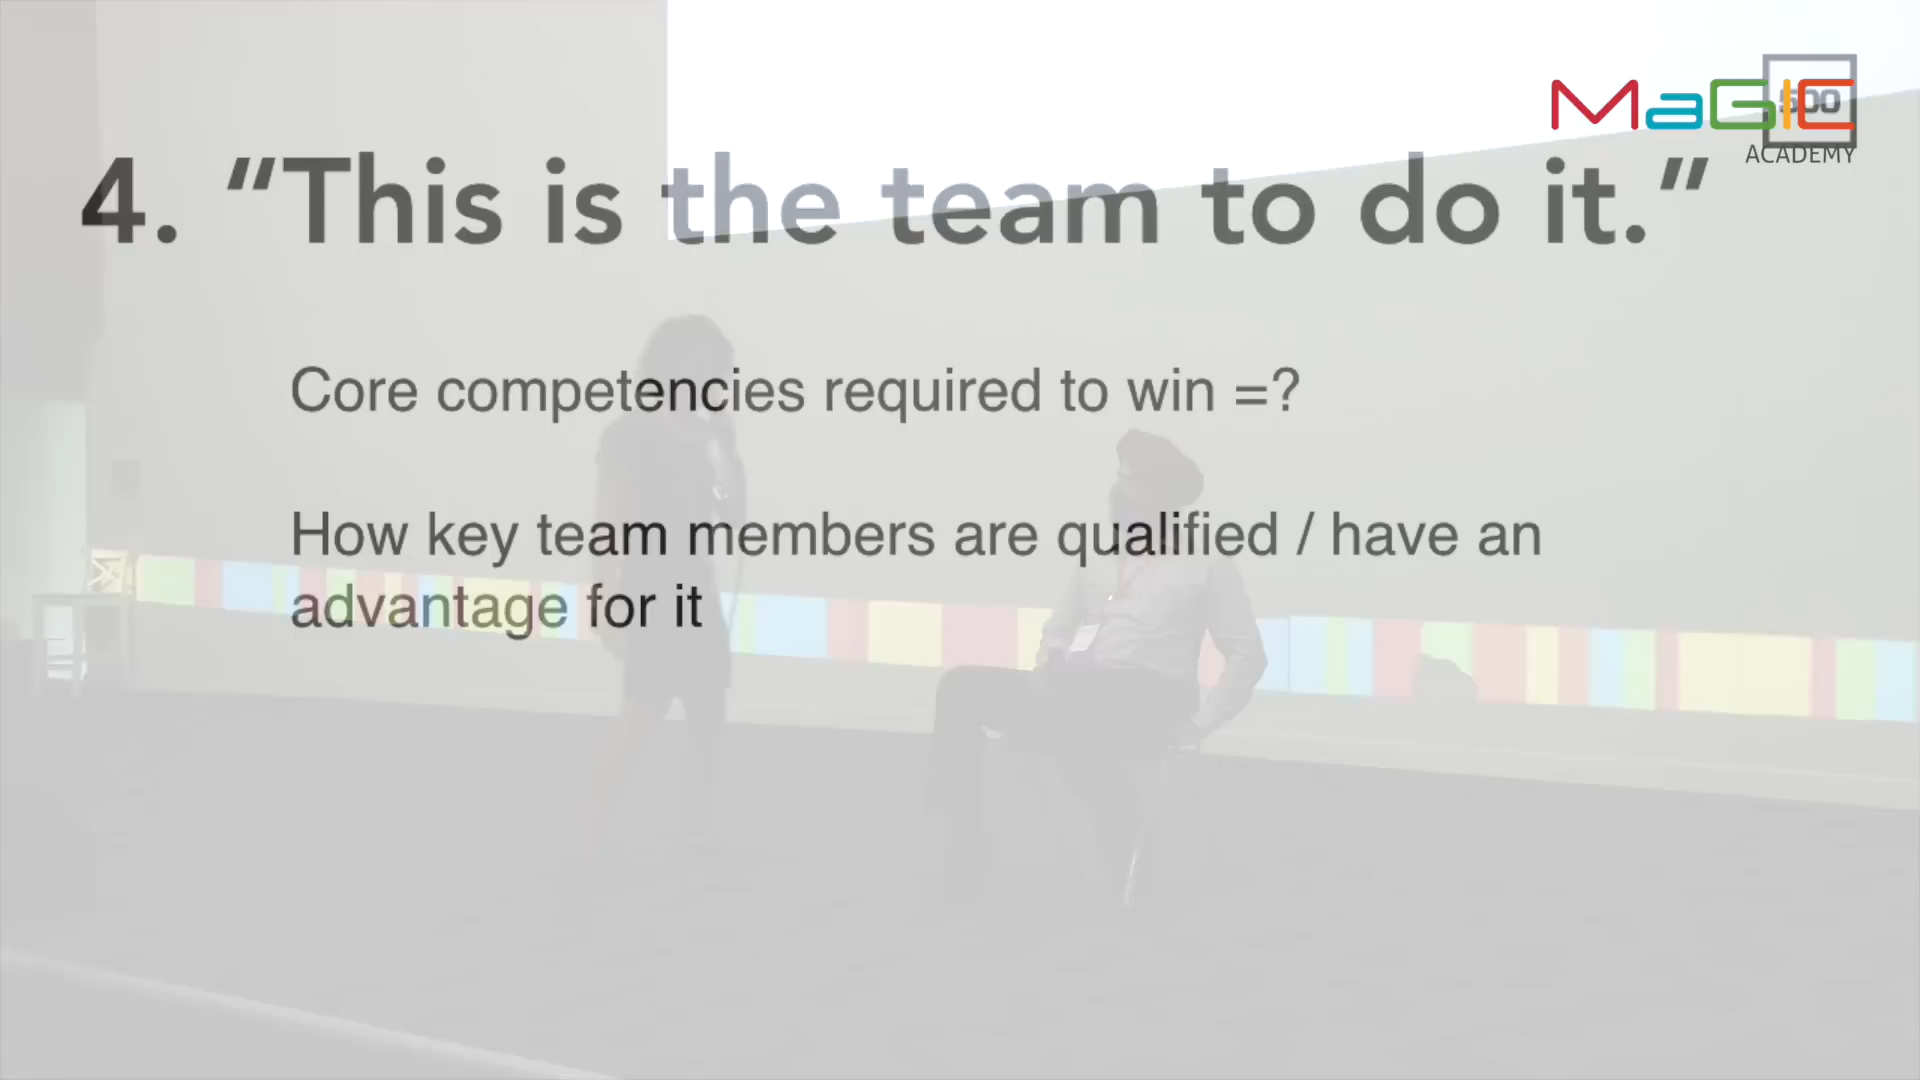 MaGIC
500
ACADEMY
4. “This is the team to do it.”
Core competencies required to win =?
How key team members are qualified / have an
advantage for it